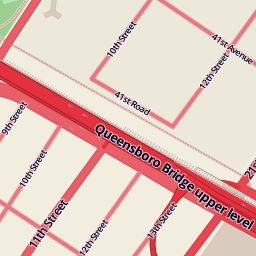 10th Street
41st Avenue
12th Street
41st Road
9th Street
Queensboro Bridge upper level
10th Street
11th Street
12th Street
13th Street